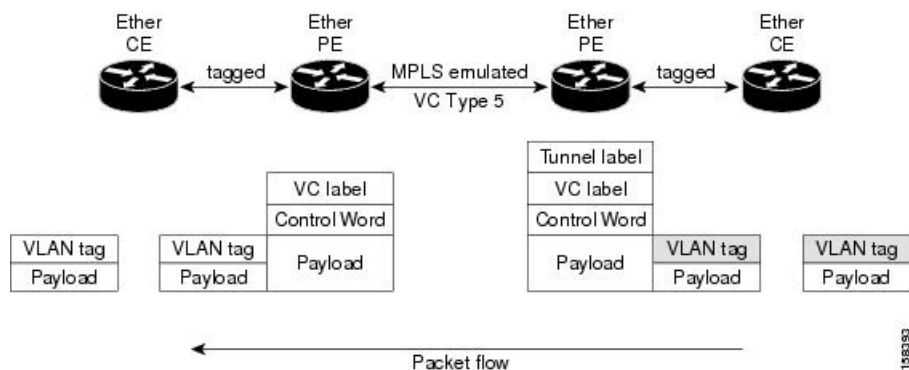 Ether
CE
Ether
PE
Ether
PE
Ether
CE
tagged
MPLS emulated
VC Type 5
tagged
Tunnel label
VC label
VC label
Control Word
Control Word
VLAN tag
VLAN tag
Payload
Payload
VLAN tag
VLAN tag
Payload
Payload
Payload
Payload
Packet flow
158393